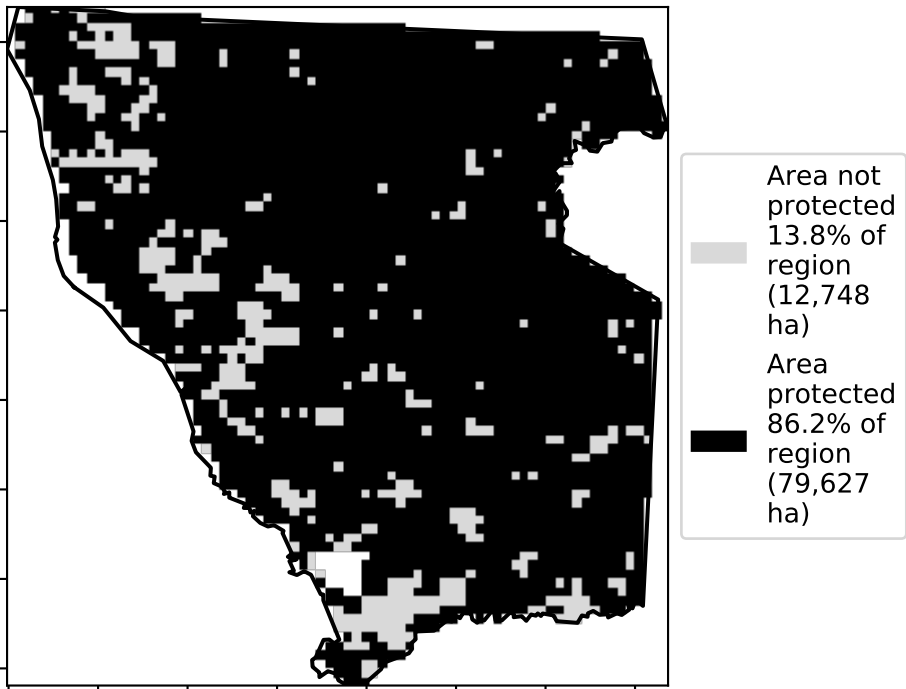 Area not
protected
13.8% of
region
(12,748
ha)
Area
protected
86.2% of
region
(79,627
ha)